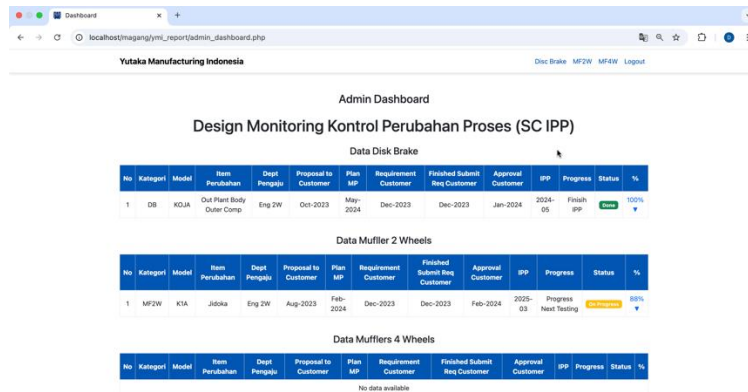 Dashboard
localhost/magang/ymi_report/admin_dashboard.php
Yutaka Manufacturing Indonesia
Disc Brake MF2W MF4W Logout
Admin Dashboard
Design Monitoring Kontrol Perubahan Proses (SC IPP)
Data Disk Brake
No Kategori Model Item Perubahan Dept Pengaju Proposal to Customer Plan MP Requirement Customer Finished Submit Req Customer Approval Customer IPP Progress Status %
1 DB KOJA Out Plant Body Outer Comp Eng 2W Oct-2023 May-2024 Dec-2023 Dec-2023 Jan-2024 2024-05 Finisih IPP Done 100% ▼
Data Mufller 2 Wheels
No Kategori Model Item Perubahan Dept Pengaju Proposal to Customer Plan MP Requirement Customer Finished Submit Req Customer Approval Customer IPP Progress Status %
1 MF2W K1A Jidoka Eng 2W Aug-2023 Feb-2024 Dec-2023 Dec-2023 Feb-2024 2025-03 Progress Next Testing On Progress 88% ▼
Data Mufflers 4 Wheels
No Kategori Model Item Perubahan Dept Pengaju Proposal to Customer Plan MP Requirement Customer Finished Submit Req Customer Approval Customer IPP Progress Status %
No data available